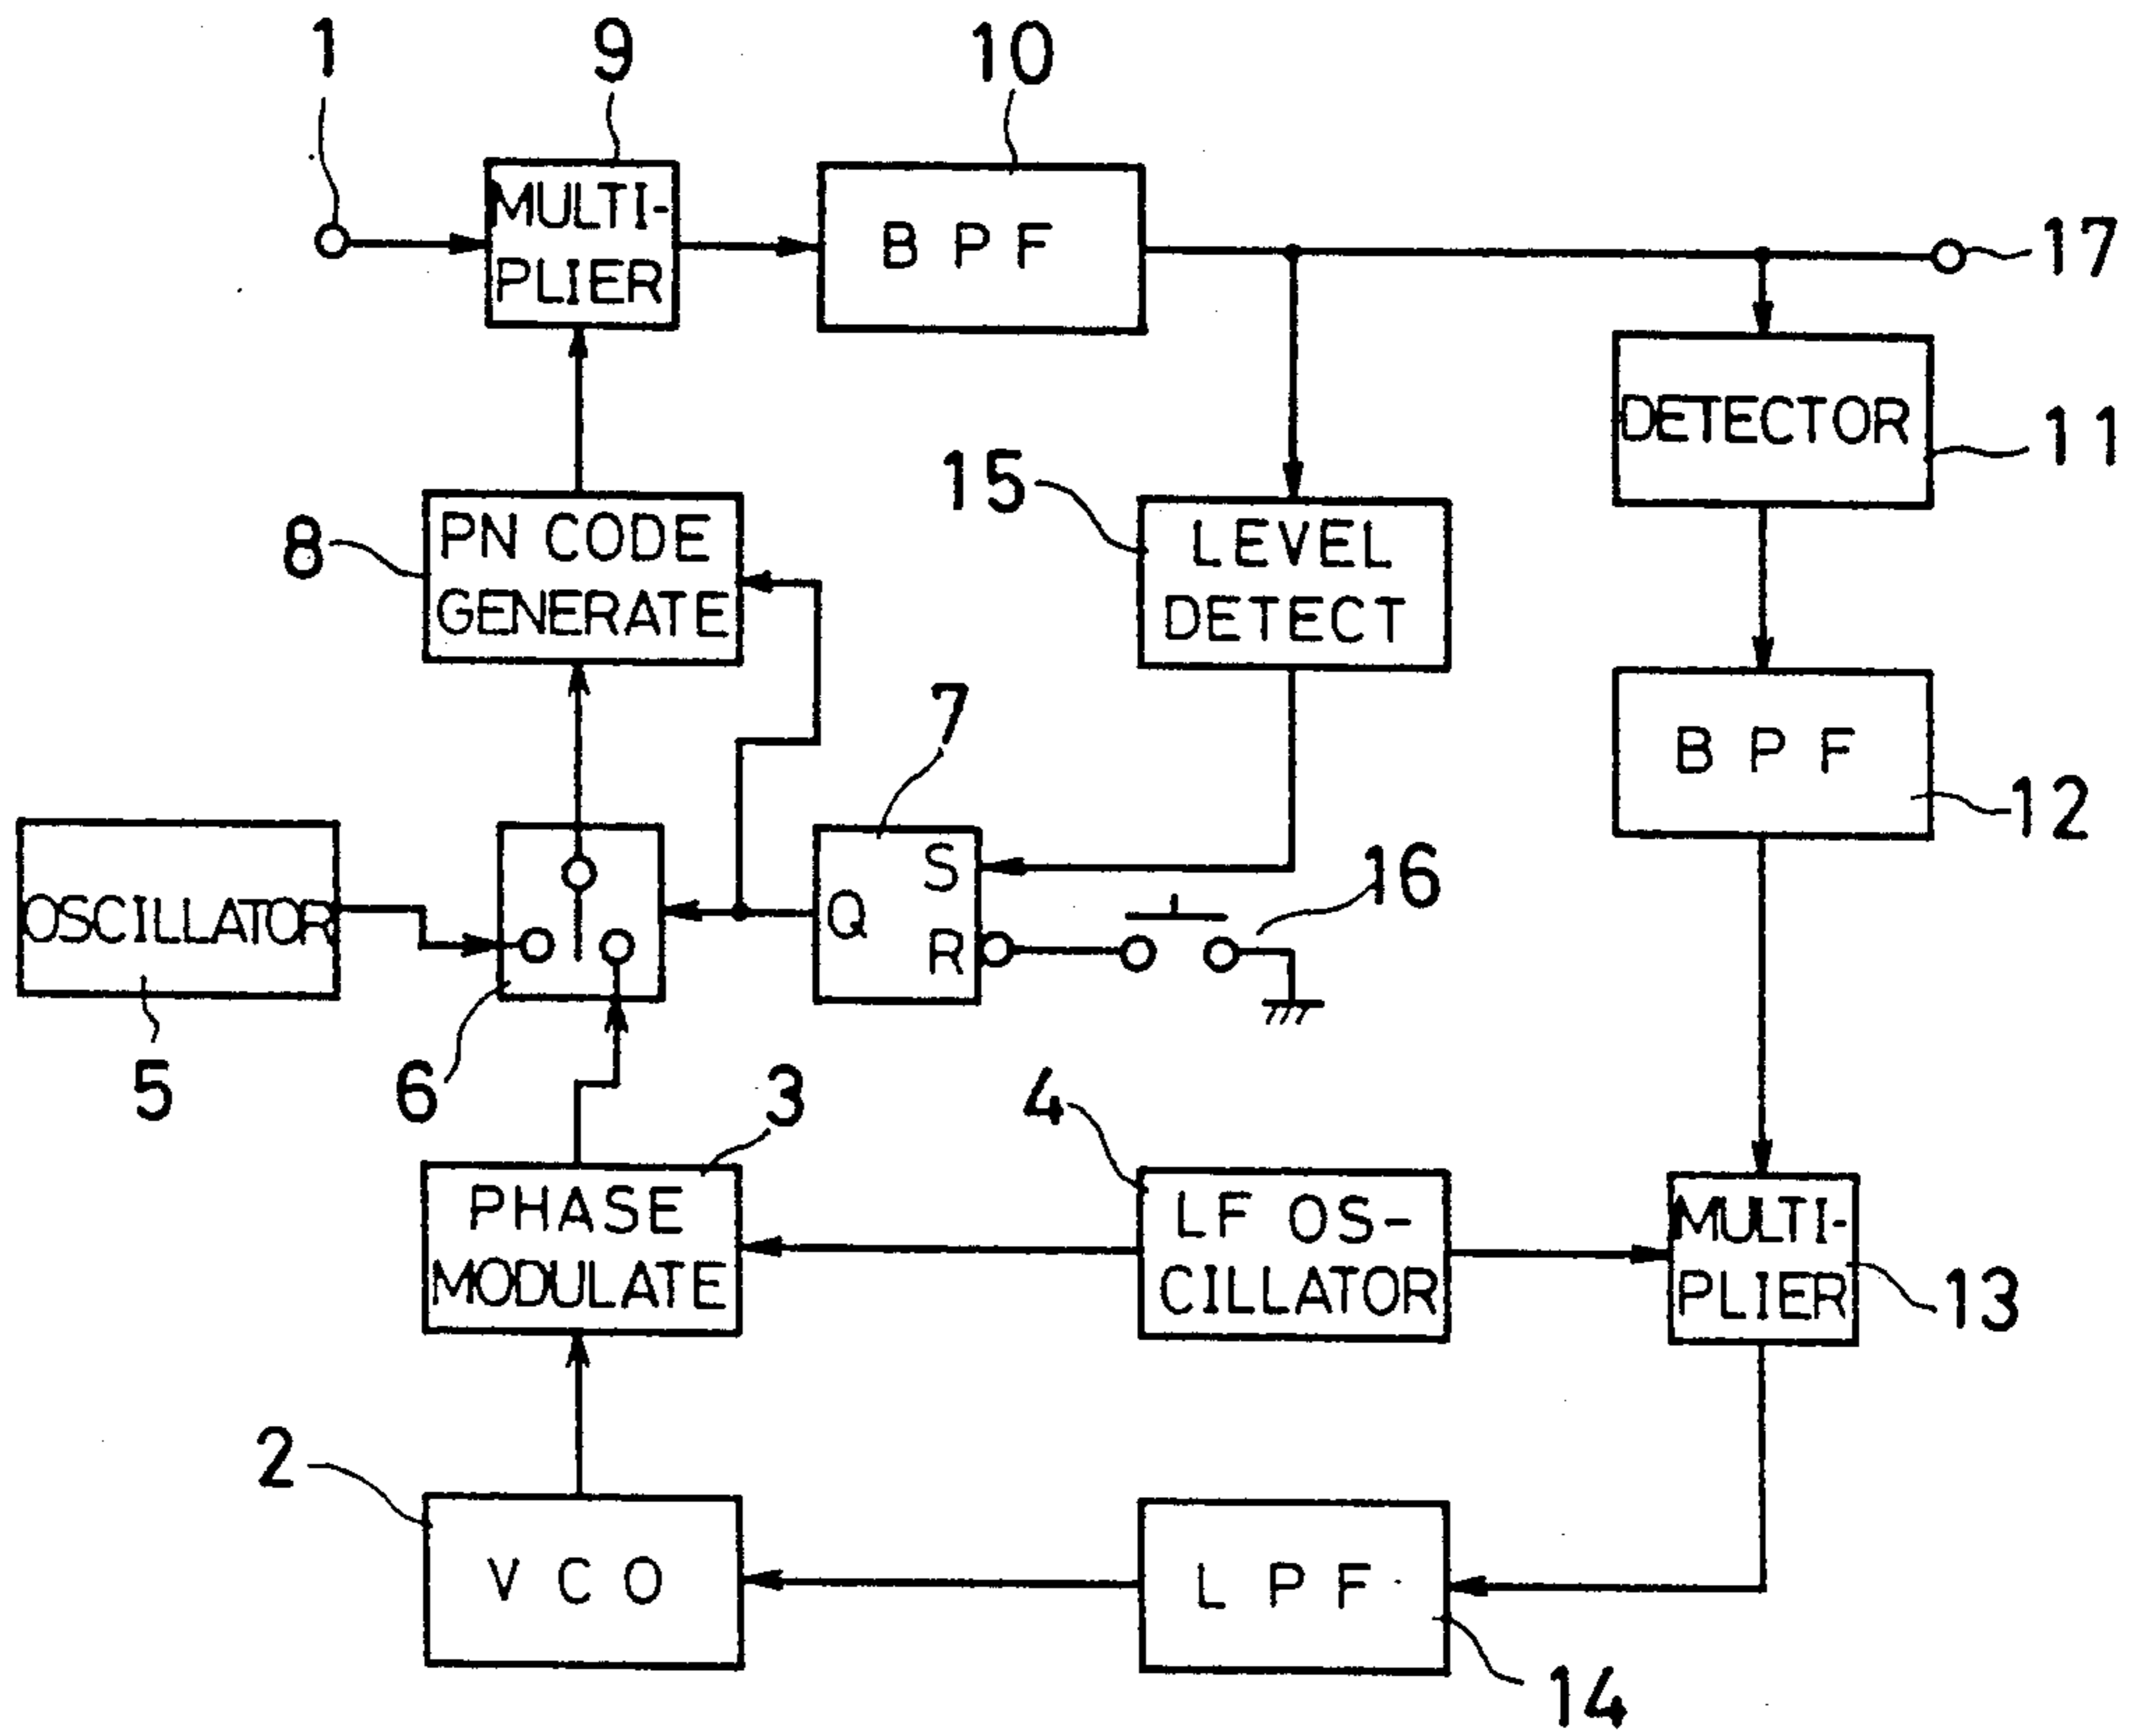 1
9
10
MULTI-
PLIER
B P F
17
DETECTOR
11
15
LEVEL
DETECT
8
PN CODE
GENERATE
7
B P F
12
OSCILLATOR
S
Q
R
16
5
6
3
4
PHASE
MODULATE
LF OS-
CILLATOR
MULTI-
PLIER
13
2
V C O
L P F
14